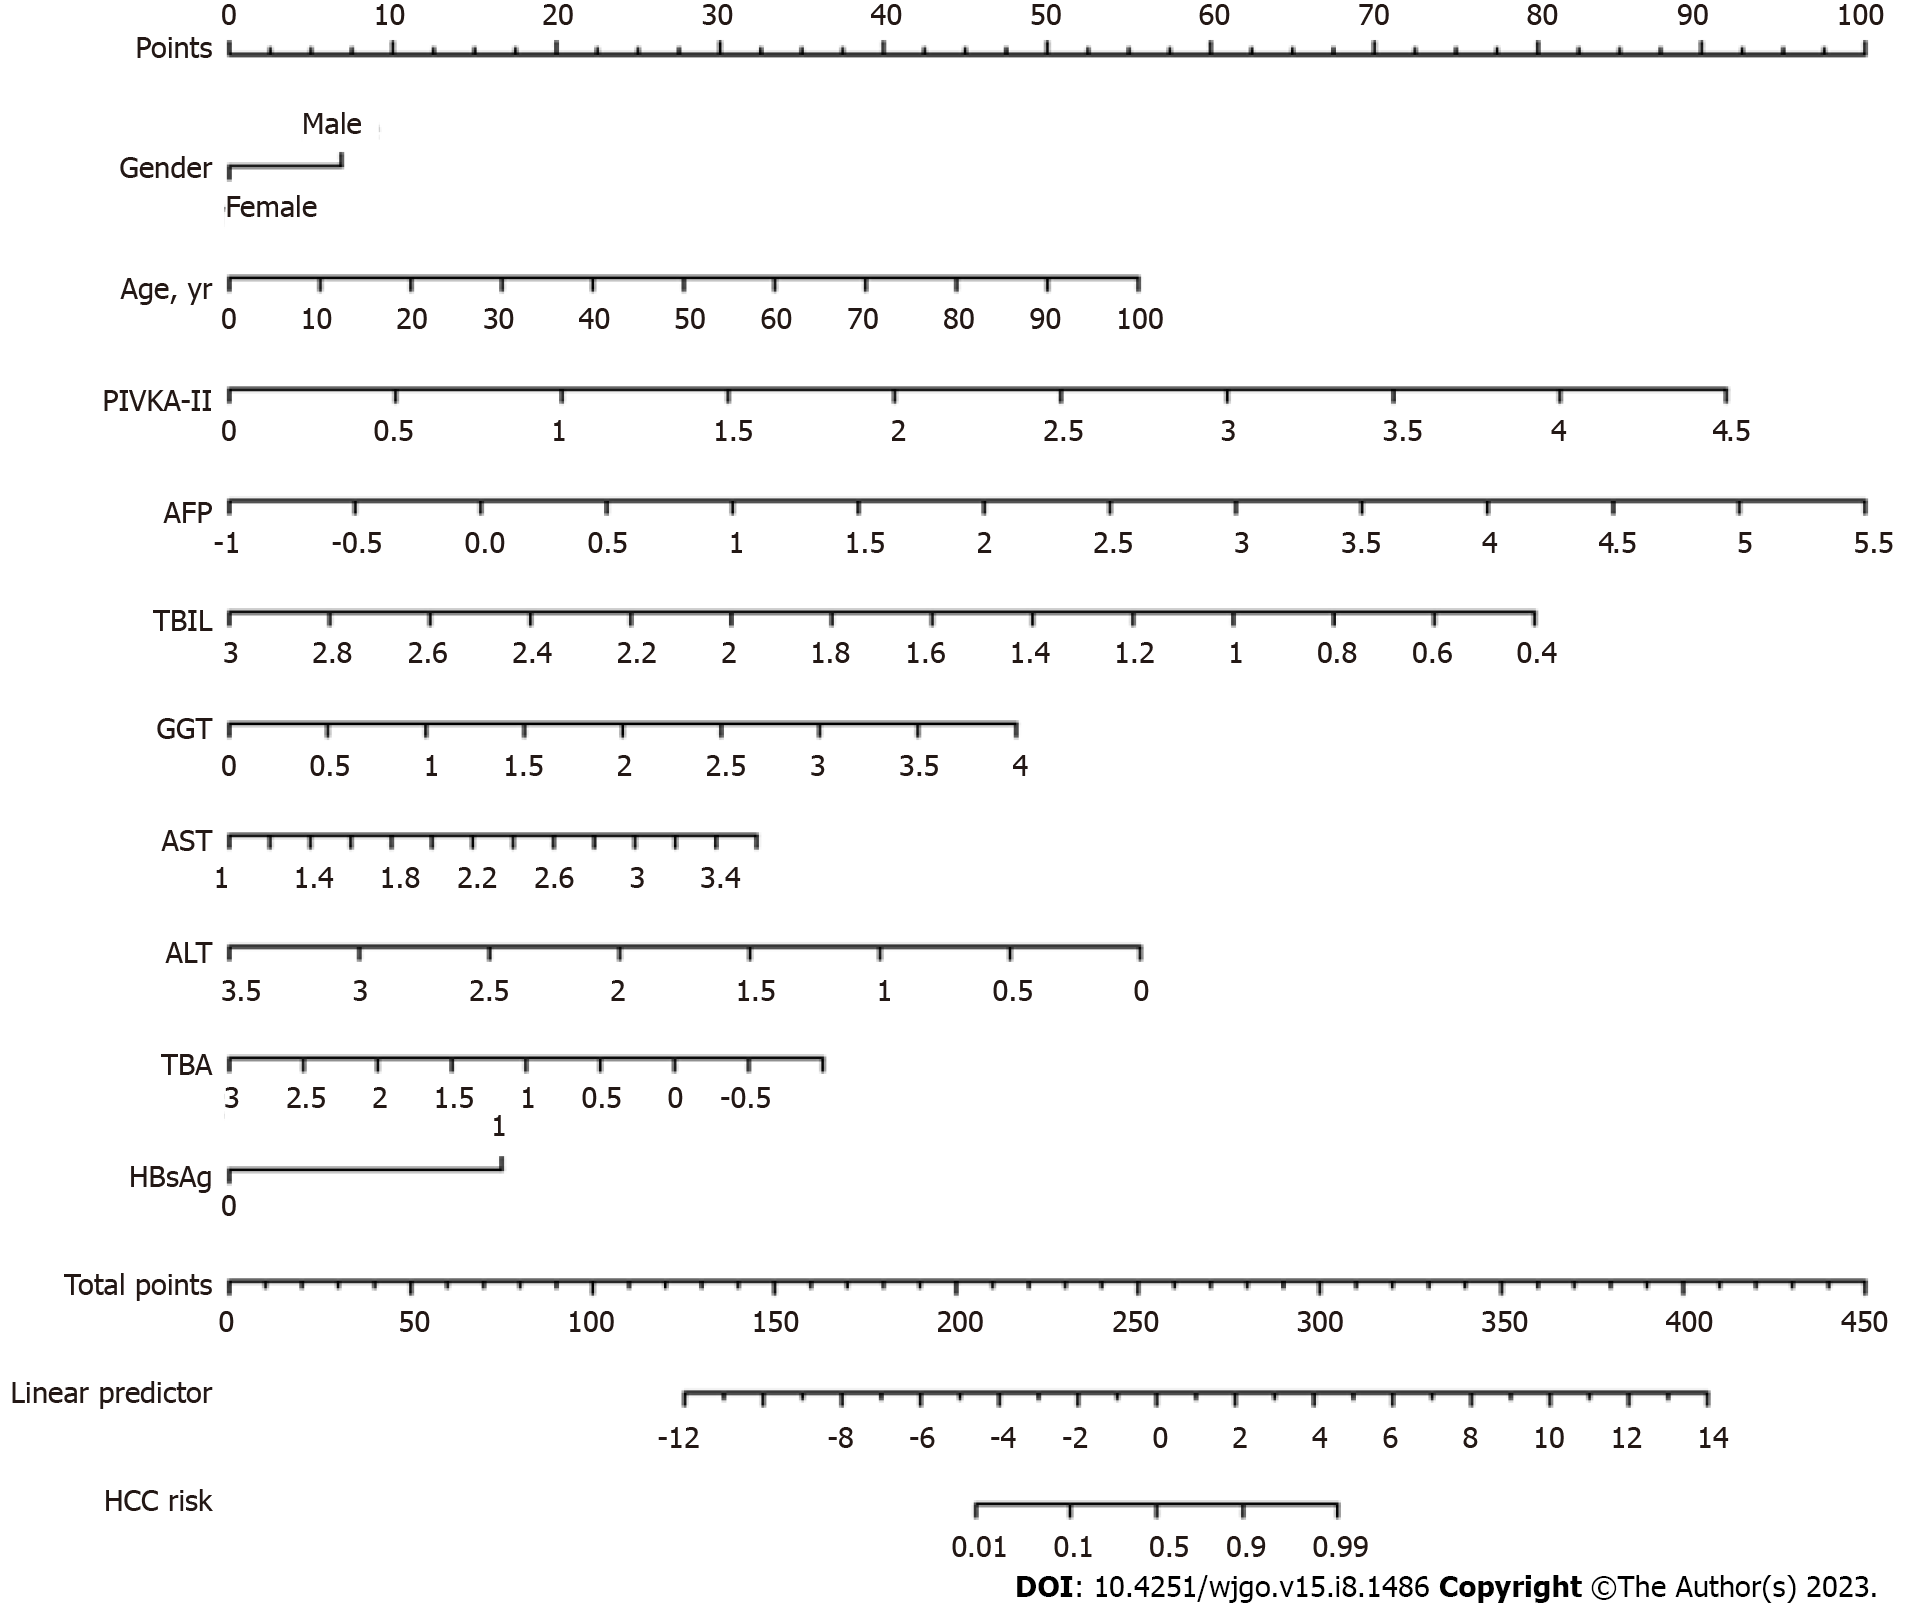 0 10 20 30 40 50 60 70 80 90 100
Points
Male
Gender
Female
Age, yr
0 10 20 30 40 50 60 70 80 90 100
PIVKA-II
0 0.5 1 1.5 2 2.5 3 3.5 4 4.5
AFP
-1 -0.5 0.0 0.5 1 1.5 2 2.5 3 3.5 4 4.5 5 5.5
TBIL
3 2.8 2.6 2.4 2.2 2 1.8 1.6 1.4 1.2 1 0.8 0.6 0.4
GGT
0 0.5 1 1.5 2 2.5 3 3.5 4
AST
1 1.4 1.8 2.2 2.6 3 3.4
ALT
3.5 3 2.5 2 1.5 1 0.5 0
TBA
3 2.5 2 1.5 1 0.5 0 -0.5
1
HBsAg
0
Total points
0 50 100 150 200 250 300 350 400 450
Linear predictor
-12 -8 -6 -4 -2 0 2 4 6 8 10 12 14
HCC risk
0.01 0.1 0.5 0.9 0.99
DOI: 10.4251/wjgo.v15.i8.1486 Copyright ©The Author(s) 2023.